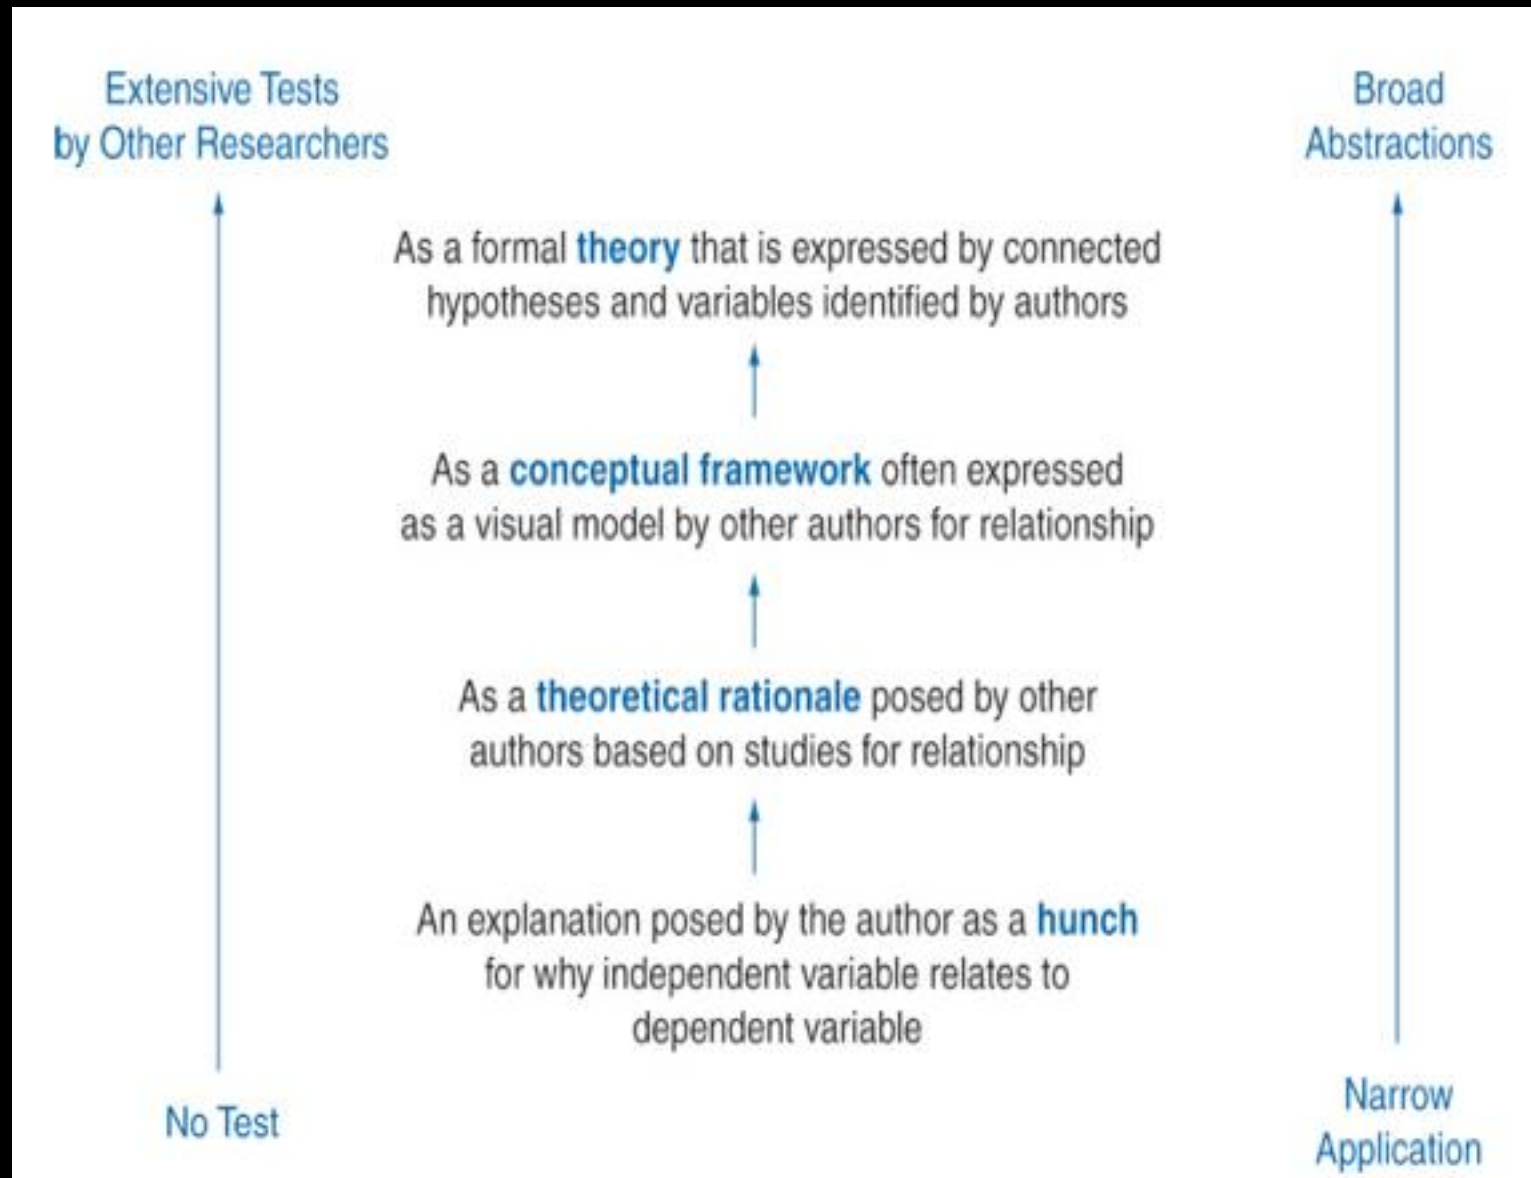 Extensive Tests
by Other Researchers
Broad
Abstractions
As a formal theory that is expressed by connected
hypotheses and variables identified by authors
As a conceptual framework often expressed
as a visual model by other authors for relationship
As a theoretical rationale posed by other
authors based on studies for relationship
An explanation posed by the author as a hunch
for why independent variable relates to
dependent variable
No Test
Narrow
Application